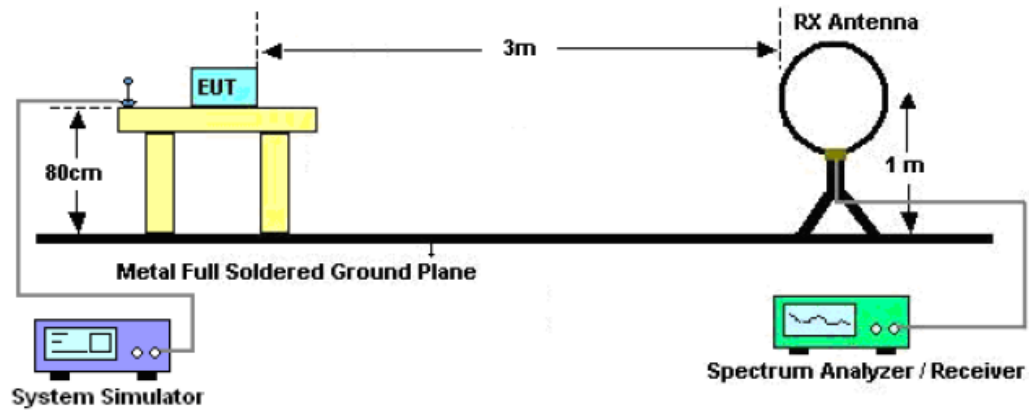 RX Antenna
3m
EUT
80cm
1 m
Metal Full Soldered Ground Plane
System Simulator
Spectrum Analyzer / Receiver